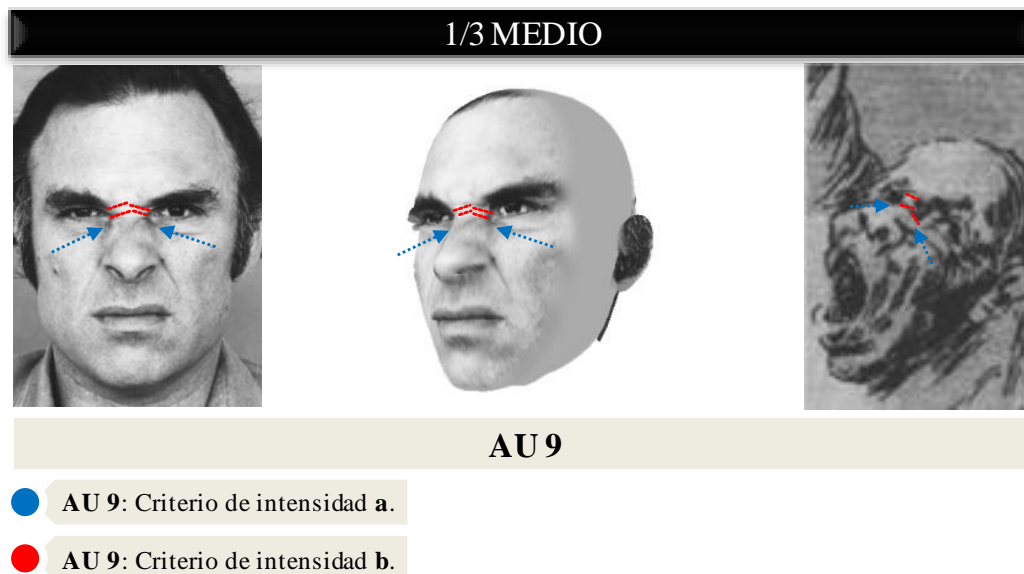 1/3 MEDIO
AU 9
AU 9: Criterio de intensidad a.
AU 9: Criterio de intensidad b.